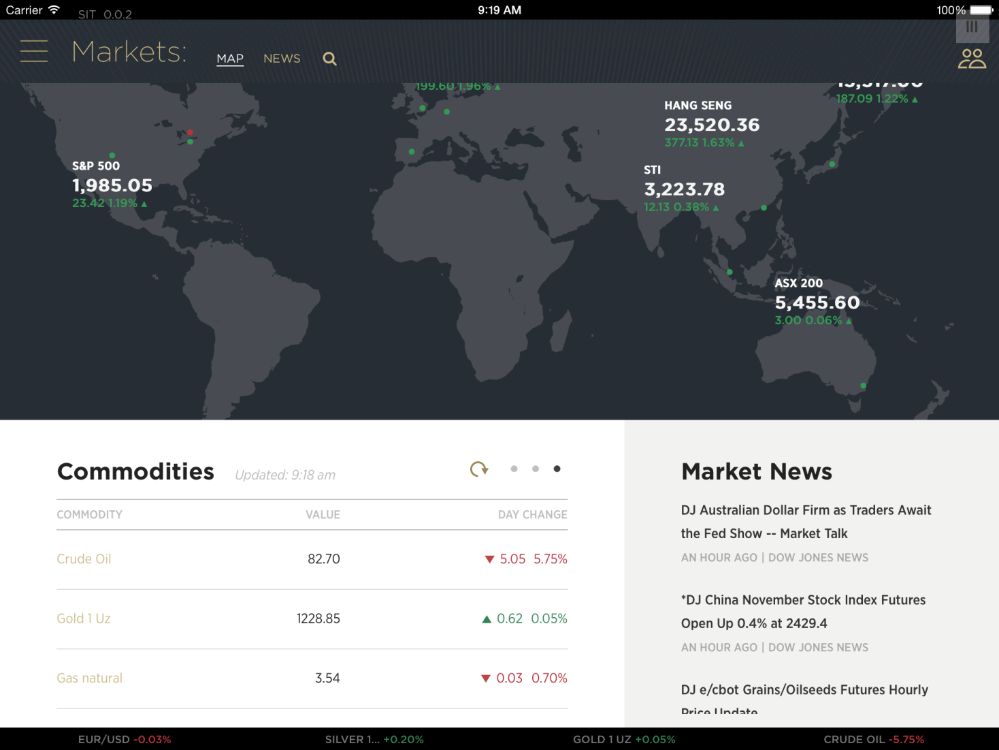 Carrier
SIT 0.0.2
9:19 AM
100%
Markets:
MAP
NEWS
199.60 1.96% ▲
187.09 1.22% ▲
HANG SENG
23,520.36
377.13 1.63% ▲
S&P 500
1,985.05
23.42 1.19% ▲
STI
3,223.78
12.13 0.38% ▲
ASX 200
5,455.60
3.00 0.06% ▲
Commodities
Updated: 9:18 am
COMMODITY VALUE DAY CHANGE
Crude Oil 82.70 ▼ 5.05 5.75%
Gold 1 Uz 1228.85 ▲ 0.62 0.05%
Gas natural 3.54 ▼ 0.03 0.70%
Market News
DJ Australian Dollar Firm as Traders Await
the Fed Show -- Market Talk
AN HOUR AGO | DOW JONES NEWS
*DJ China November Stock Index Futures
Open Up 0.4% at 2429.4
AN HOUR AGO | DOW JONES NEWS
DJ e/cbot Grains/Oilseeds Futures Hourly
Price Update
EUR/USD -0.03%
SILVER 1... +0.20%
GOLD 1 UZ +0.05%
CRUDE OIL -5.75%